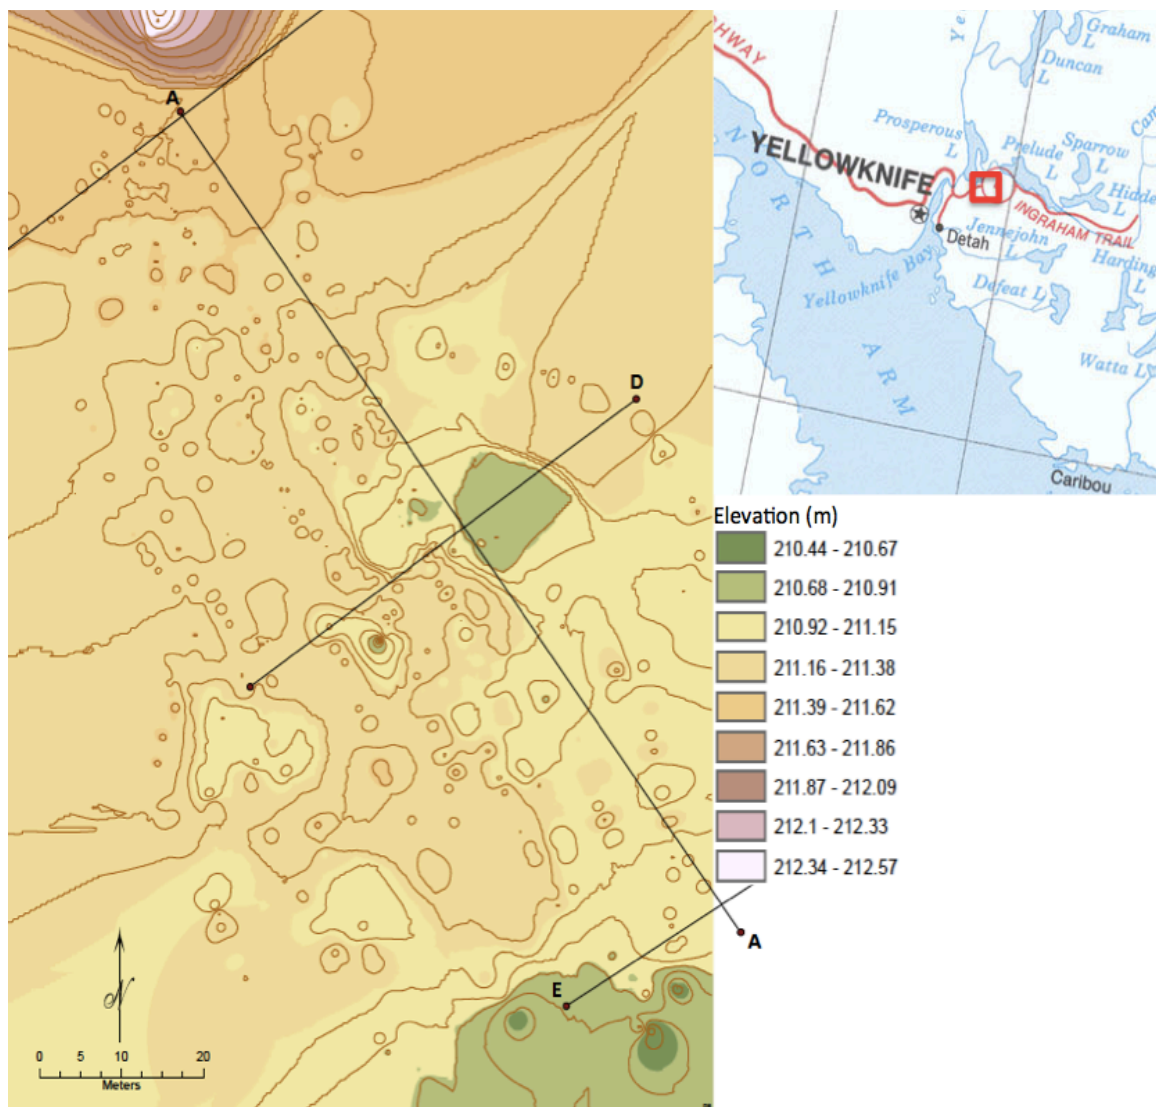 A
D
E
A
N
0 5 10 20
Meters
HWAY
Ye
Graham
L
Duncan
L
Prosperous
L
Prelude
L
Sparrow
L
Cam
Hidde
L
YELLOWKNIFE
INGRAHAM TRAIL
Detah
Jennejohn
L
Harding
L
Defeat L
Yellowknife Bay
NORTH ARM
Watta L
Caribou
Elevation (m)
210.44 - 210.67
210.68 - 210.91
210.92 - 211.15
211.16 - 211.38
211.39 - 211.62
211.63 - 211.86
211.87 - 212.09
212.1 - 212.33
212.34 - 212.57